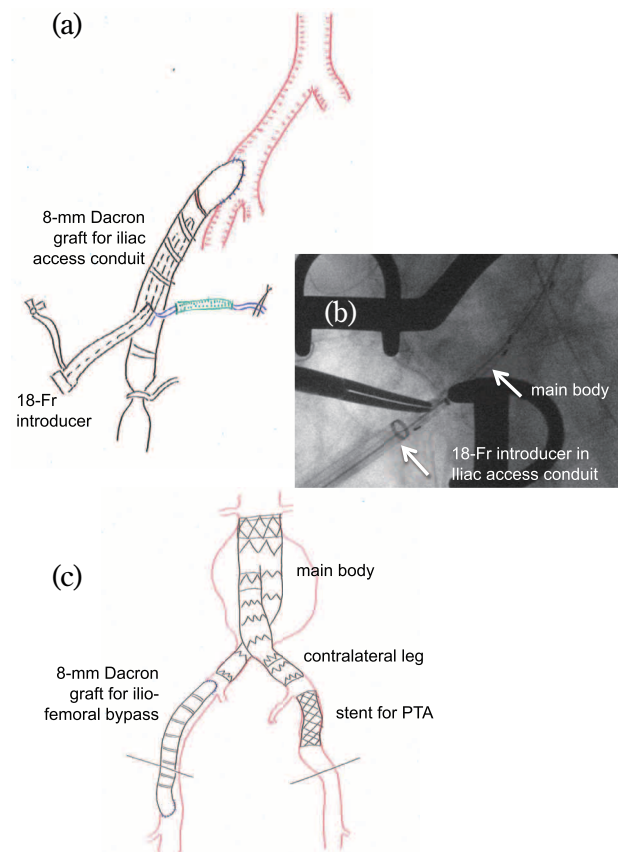 (a)
8-mm Dacron
graft for iliac
access conduit
18-Fr
introducer
(b)
main body
18-Fr introducer in
Iliac access conduit
(c)
main body
8-mm Dacron
graft for ilio-
femoral bypass
contralateral leg
stent for PTA